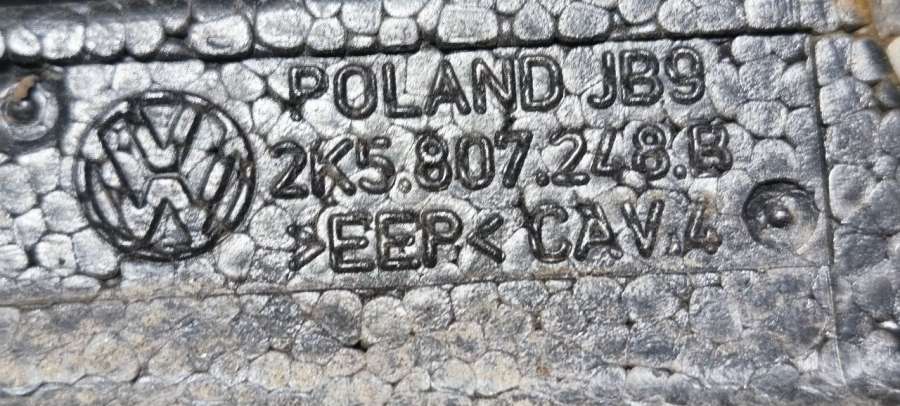 POLAND JB9
2K5.807.248.B
>EEP< CAV.4